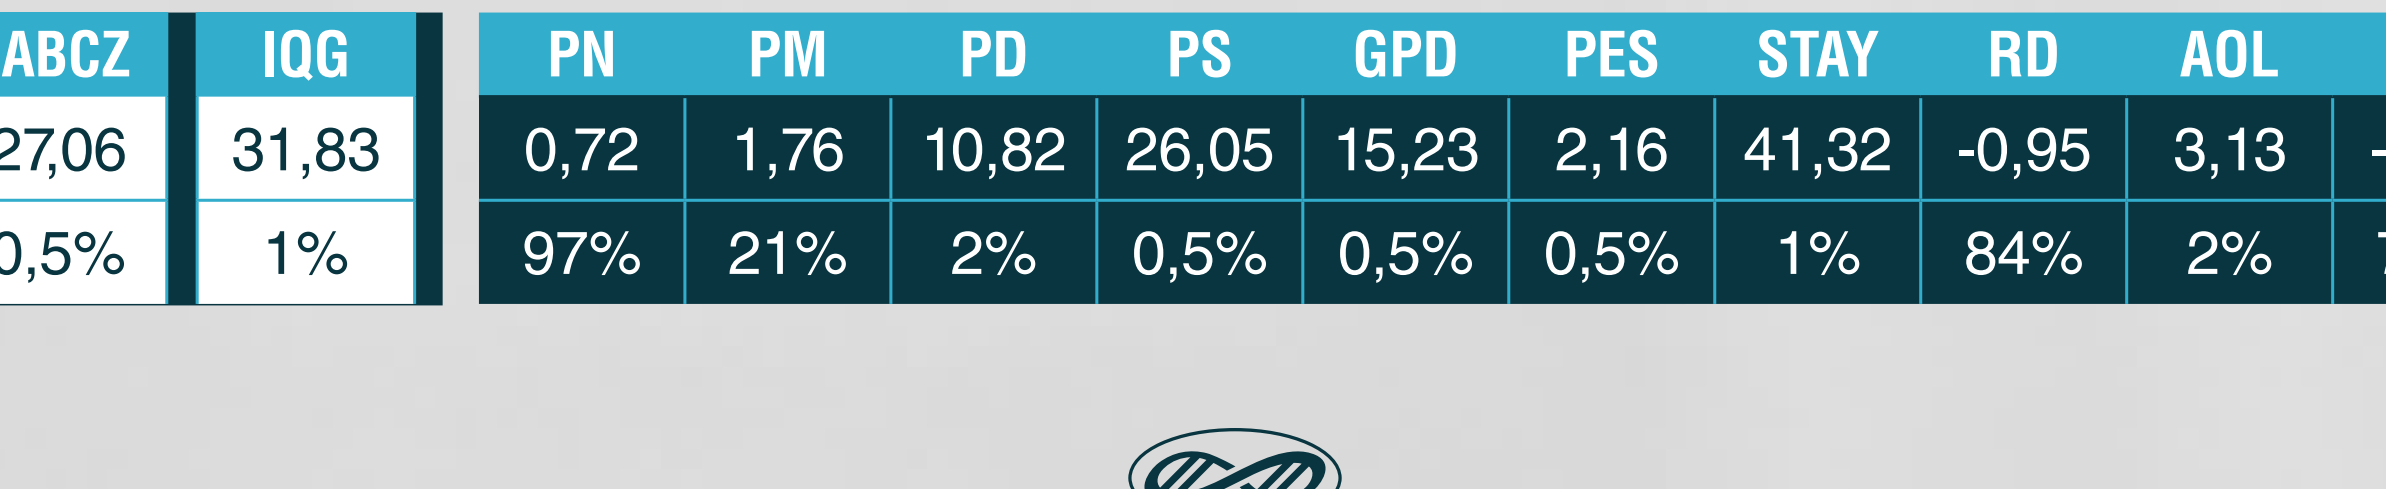 ABCZ IQG PN PM PD PS GPD PES STAY RD AOL
27,06 31,83 0,72 1,76 10,82 26,05 15,23 2,16 41,32 -0,95 3,13 -
0,5% 1% 97% 21% 2% 0,5% 0,5% 0,5% 1% 84% 2%